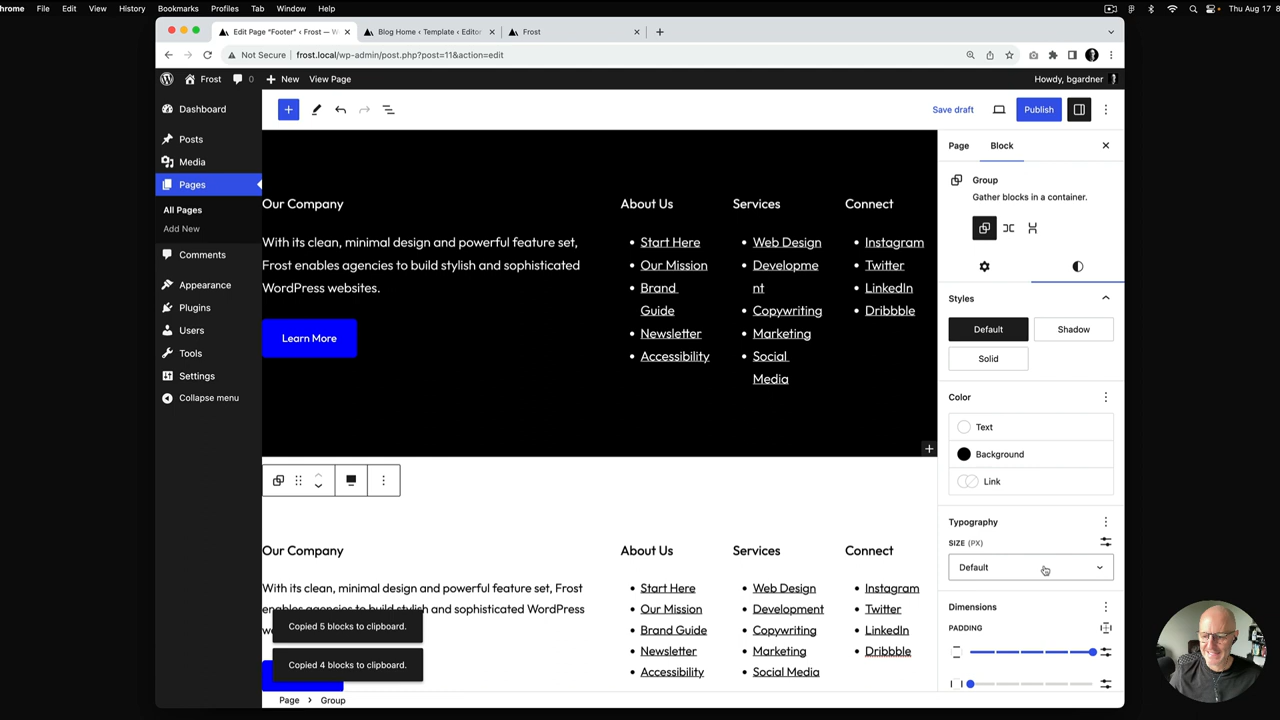 hrome File Edit View History Bookmarks Profiles Tab Window Help Thu Aug 17 8
Edit Page "Footer" ‹ Frost — W Blog Home ‹ Template ‹ Editor Frost
Not Secure frost.local/wp-admin/post.php?post=11&action=edit
Frost 0 New View Page Howdy, bgardner
Dashboard
Posts
Media
Pages
All Pages
Add New
Comments
Appearance
Plugins
Users
Tools
Settings
Collapse menu
Save draft Publish
Our Company
With its clean, minimal design and powerful feature set,
Frost enables agencies to build stylish and sophisticated
WordPress websites.
Learn More
About Us
Start Here
Our Mission
Brand
Guide
Newsletter
Accessibility
Services
Web Design
Developme
nt
Copywriting
Marketing
Social
Media
Connect
Instagram
Twitter
LinkedIn
Dribbble
Our Company
With its clean, minimal design and powerful feature set, Frost
enables agencies to build stylish and sophisticated WordPress
Copied 5 blocks to clipboard.
Copied 4 blocks to clipboard.
About Us
Start Here
Our Mission
Brand Guide
Newsletter
Accessibility
Services
Web Design
Development
Copywriting
Marketing
Social Media
Connect
Instagram
Twitter
LinkedIn
Dribbble
Page Group
Page Block
Group
Gather blocks in a container.
Styles
Default Shadow
Solid
Color
Text
Background
Link
Typography
SIZE (PX)
Default
Dimensions
PADDING